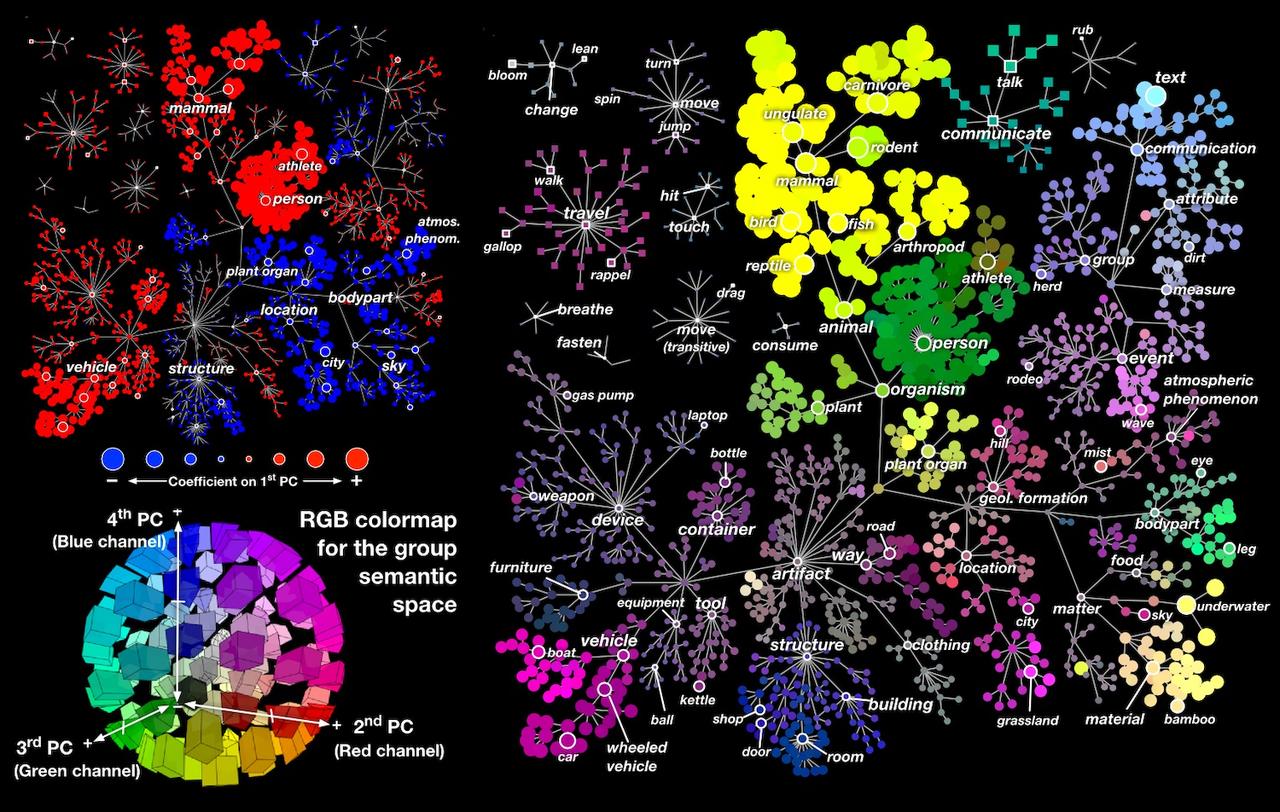 mammal
athlete
person
atmos.
phenom.
plant organ
location
bodypart
vehicle
structure
city
sky
− Coefficient on 1st PC +
4th PC +
(Blue channel)
RGB colormap
for the group
semantic
space
+ 2nd PC
(Red channel)
3rd PC +
(Green channel)
lean
bloom
change
turn
spin
move
jump
carnivore
ungulate
rodent
mammal
talk
communicate
rub
text
communication
walk
travel
gallop
rappel
hit
touch
bird
fish
arthropod
reptile
athlete
attribute
dirt
group
herd
measure
breathe
fasten
drag
move
(transitive)
consume
animal
person
organism
plant
event
rodeo
atmospheric
phenomenon
wave
gas pump
laptop
bottle
weapon
device
container
plant organ
hill
geol. formation
mist
eye
bodypart
leg
furniture
equipment
tool
artifact
road
way
location
food
matter
underwater
sky
city
vehicle
boat
structure
clothing
kettle
ball
building
shop
door
room
car
wheeled
vehicle
grassland
material
bamboo